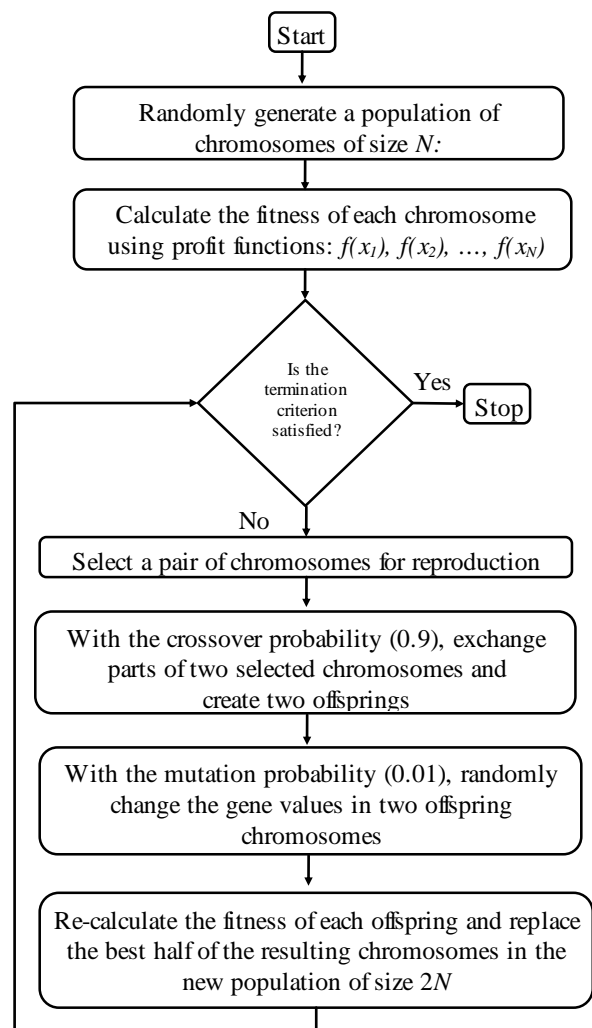 Start
Randomly generate a population of
chromosomes of size N:
Calculate the fitness of each chromosome
using profit functions: f(x1), f(x2), …, f(xN)
Is the
termination
criterion
satisfied?
Yes
Stop
No
Select a pair of chromosomes for reproduction
With the crossover probability (0.9), exchange
parts of two selected chromosomes and
create two offsprings
With the mutation probability (0.01), randomly
change the gene values in two offspring
chromosomes
Re-calculate the fitness of each offspring and replace
the best half of the resulting chromosomes in the
new population of size 2N